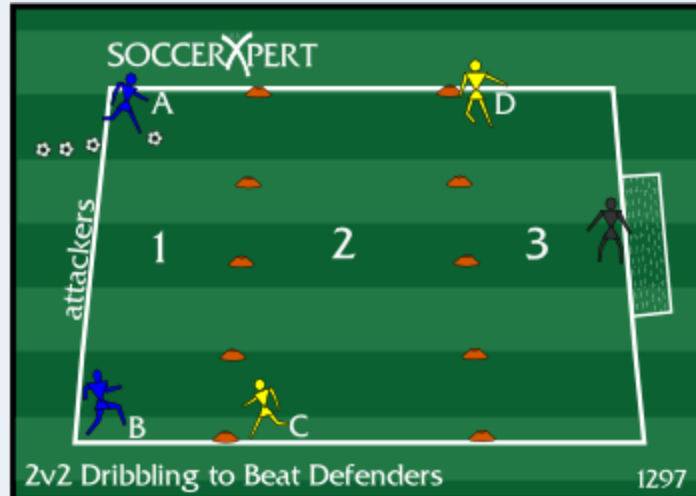 SOCCERXPERT
A
D
attackers
1
2
3
B
C
2v2 Dribbling to Beat Defenders
1297